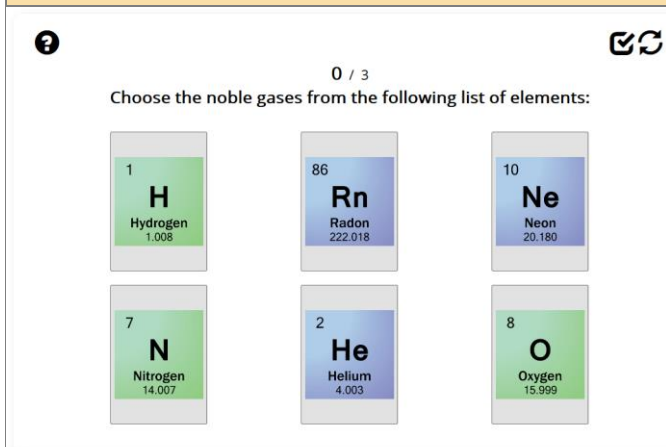 ?
0 / 3
Choose the noble gases from the following list of elements:
1
H
Hydrogen
1.008
86
Rn
Radon
222.018
10
Ne
Neon
20.180
7
N
Nitrogen
14.007
2
He
Helium
4.003
8
O
Oxygen
15.999